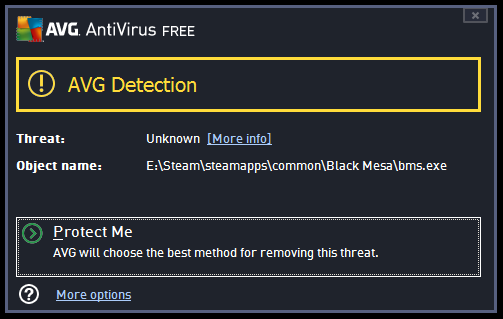 AVG. AntiVirus FREE
AVG Detection
Threat: Unknown [More info]
Object name: E:\Steam\steamapps\common\Black Mesa\bms.exe
Protect Me
AVG will choose the best method for removing this threat.
More options